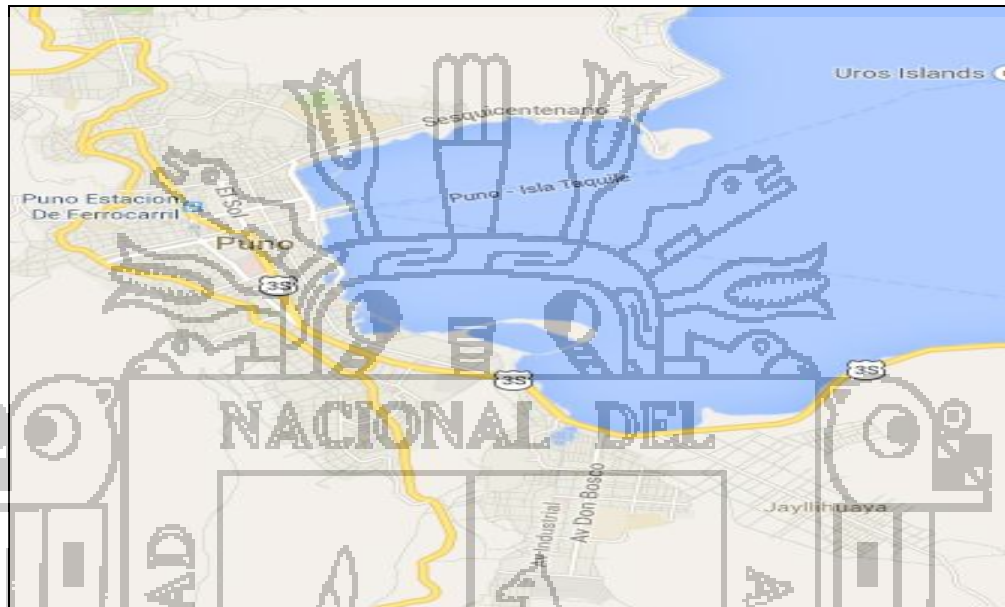 Uros Islands
Sesquicentenario
Puno - Isla Taquile
Puno Estacion
De Ferrocarril
El Sol
Puno
3S
3S
3S
NACIONAL DEL
Av Don Bosco
Av Industrial
Jayllihuaya
AD
A